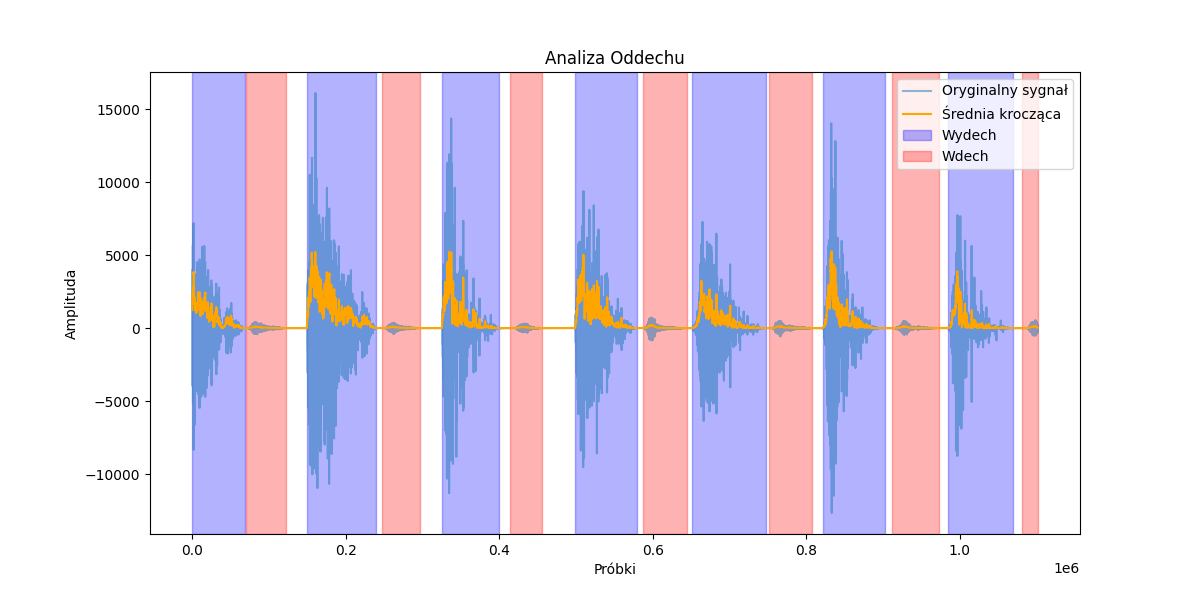 Analiza Oddechu
Oryginalny sygnał
Średnia krocząca
Wydech
Wdech
Amplituda
15000
10000
5000
0
−5000
−10000
0.0 0.2 0.4 0.6 0.8 1.0
1e6
Próbki